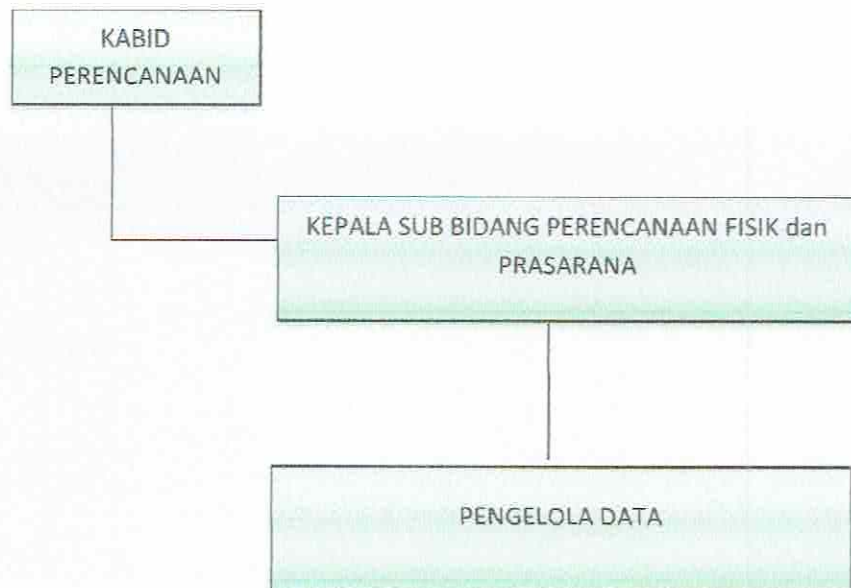 KABID
PERENCANAAN
KEPALA SUB BIDANG PERENCANAAN FISIK dan
PRASARANA
PENGELOLA DATA